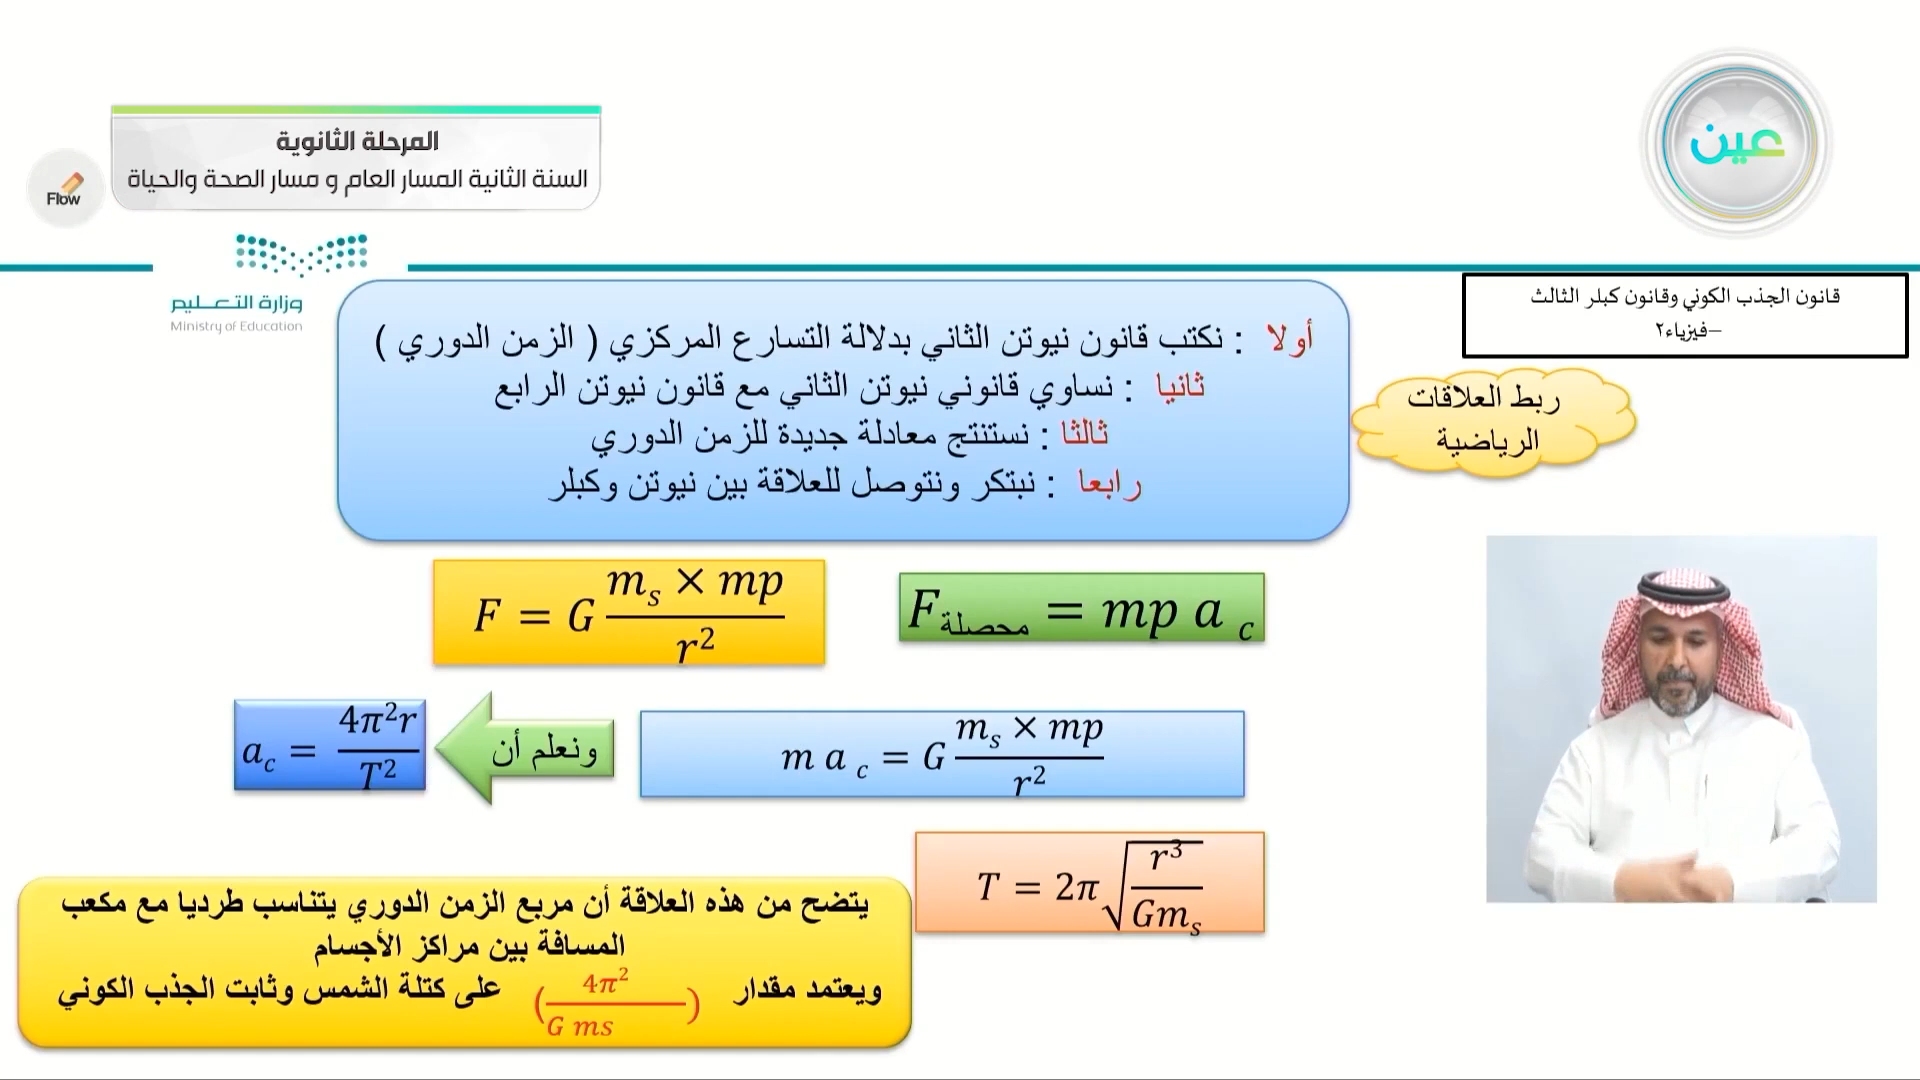 المرحلة الثانوية
السنة الثانية المسار العام و مسار الصحة والحياة
Flow
عين
وزارة التعليم
Ministry of Education
قانون الجذب الكوني وقانون كبلر الثالث
–فيزياء٢
أولا : نكتب قانون نيوتن الثاني بدلالة التسارع المركزي ( الزمن الدوري )
ثانيا : نساوي قانوني نيوتن الثاني مع قانون نيوتن الرابع
ثالثا : نستنتج معادلة جديدة للزمن الدوري
رابعا : نبتكر ونتوصل للعلاقة بين نيوتن وكبلر
ربط العلاقات
الرياضية
F محصلة = mp a c
F = G (m_s × mp)/r²
m a c = G (m_s × mp)/r²
ونعلم أن
a_c = 4π²r/T²
T = 2π √(r³/Gm_s)
يتضح من هذه العلاقة أن مربع الزمن الدوري يتناسب طرديا مع مكعب
المسافة بين مراكز الأجسام
ويعتمد مقدار (4π²/G ms) على كتلة الشمس وثابت الجذب الكوني